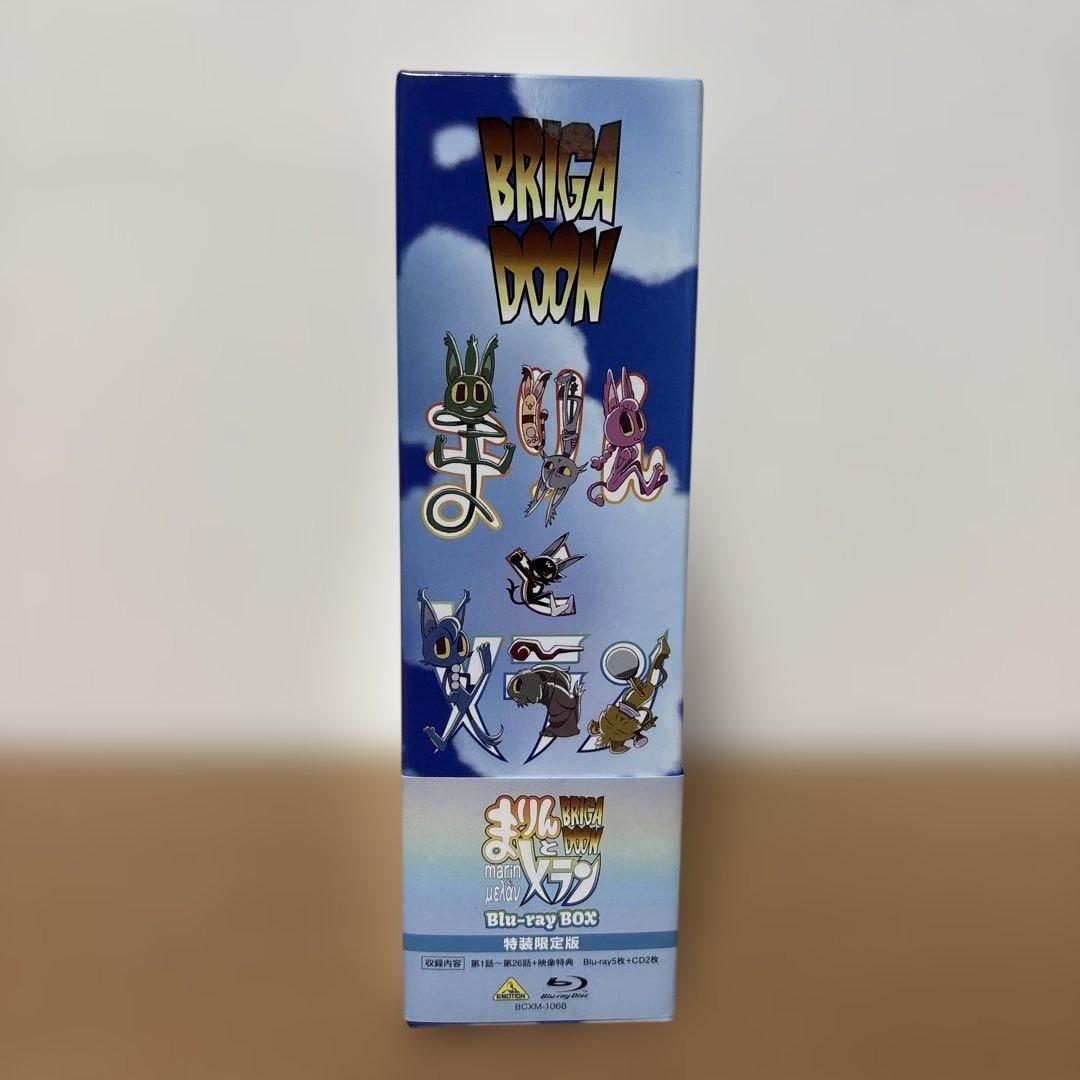 BRIGA
DOON
まりん
と
メラン
まりん BRIGA
と DOON
marin メラン
μελαν
Blu-ray BOX
特装限定版
収録内容 第1話〜第26話+映像特典 Blu-ray5枚+CD2枚
EMOTION Blu-ray Disc
BCXM-1068